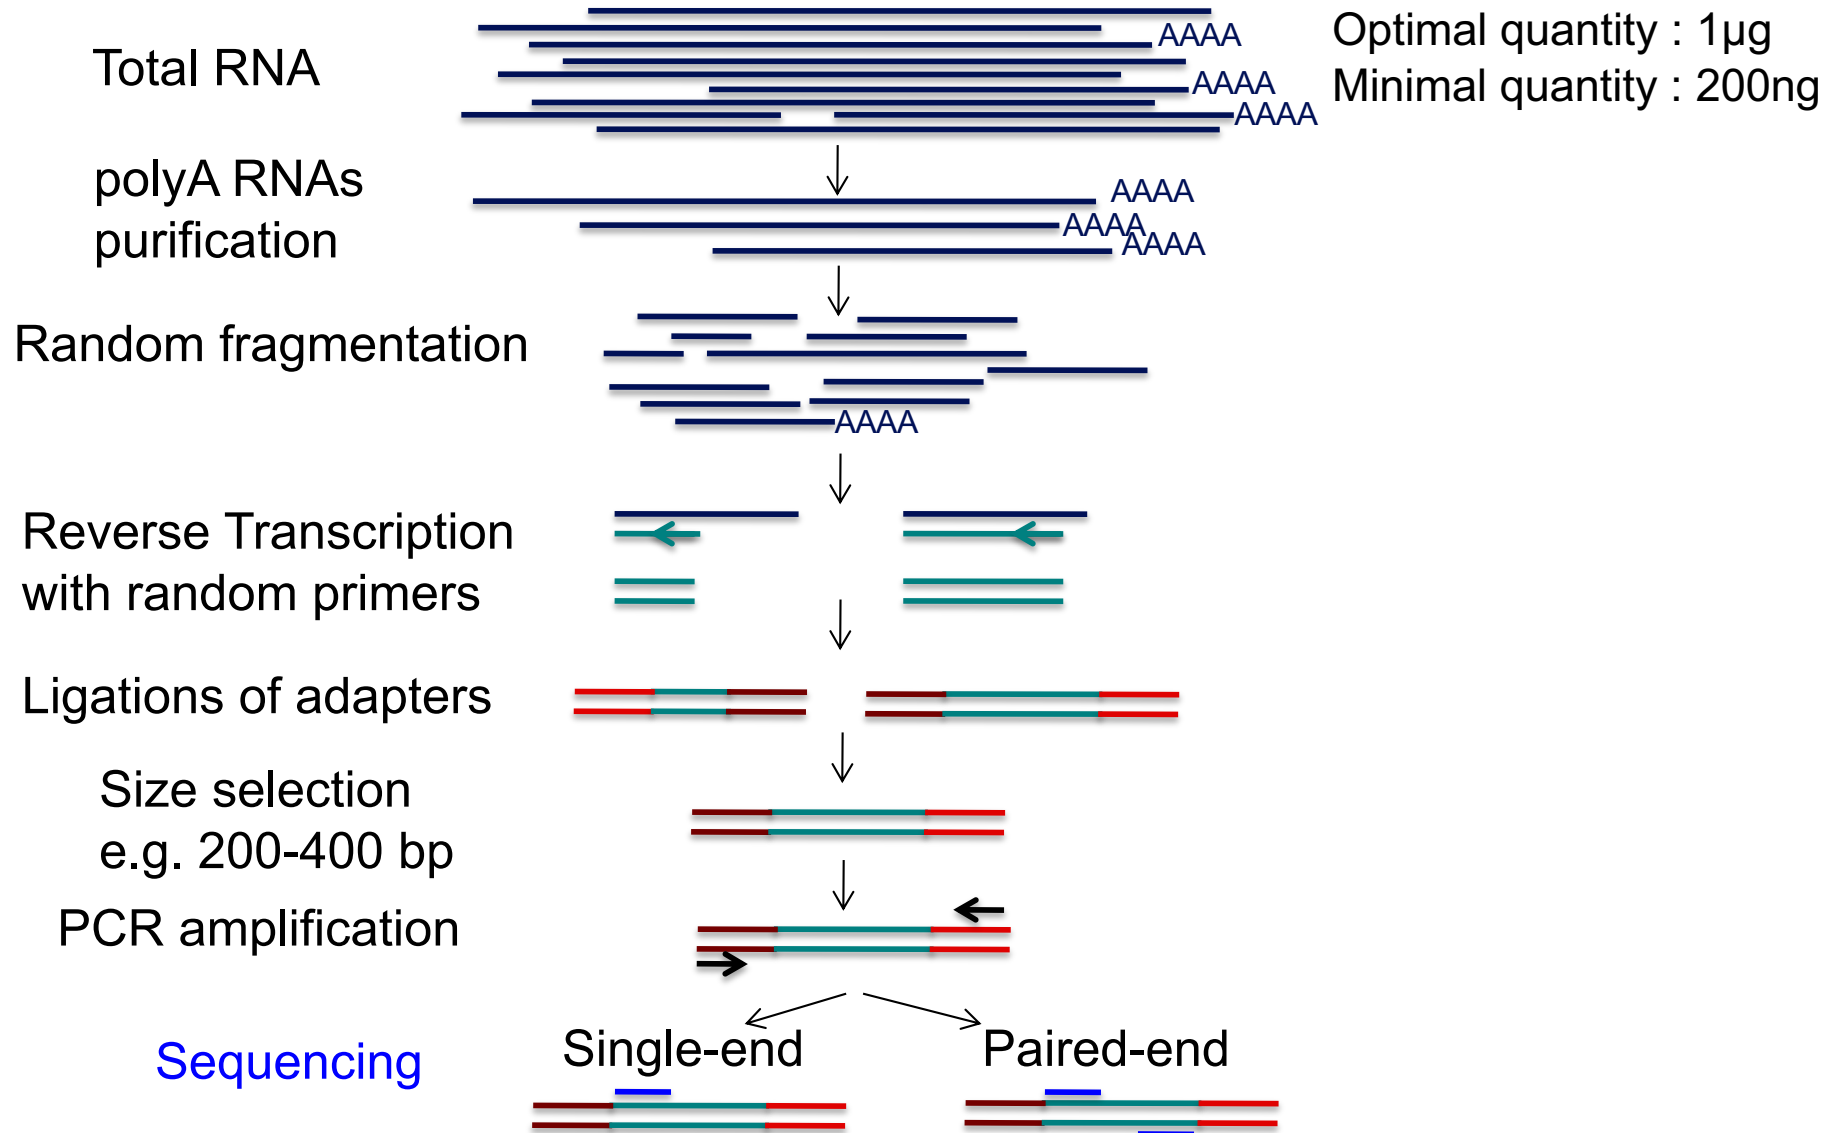 Total RNA
AAAA
AAAA
AAAA
Optimal quantity : 1µg
Minimal quantity : 200ng
polyA RNAs
purification
AAAA
AAAA
AAAA
Random fragmentation
AAAA
Reverse Transcription
with random primers
Ligations of adapters
Size selection
e.g. 200-400 bp
PCR amplification
Sequencing
Single-end
Paired-end